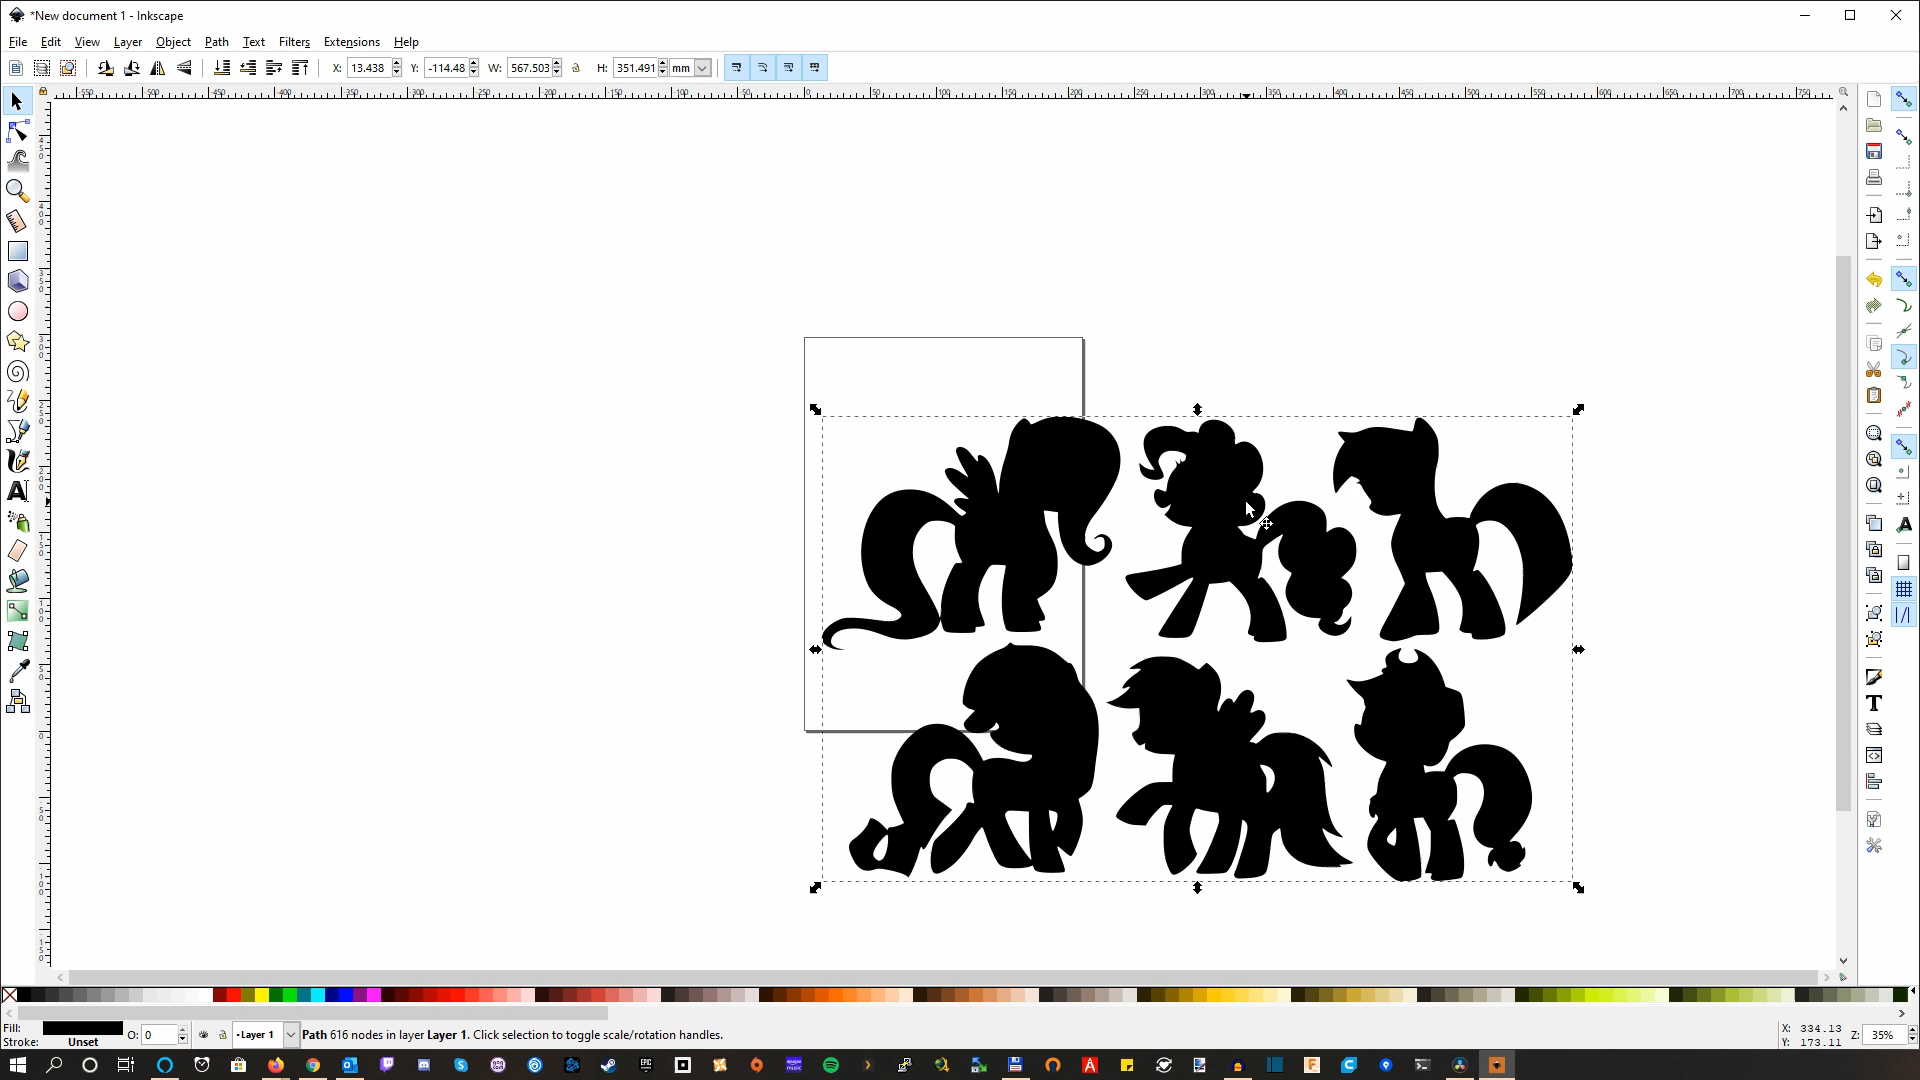 *New document 1 - Inkscape
File Edit View Layer Object Path Text Filters Extensions Help
X: 13.438 Y: -114.48 W: 567.503 H: 351.491 mm
Fill:
Stroke: Unset O: 0 •Layer 1 Path 616 nodes in layer Layer 1. Click selection to toggle scale/rotation handles.
X: 334.13
Y: 173.11
Z: 35%